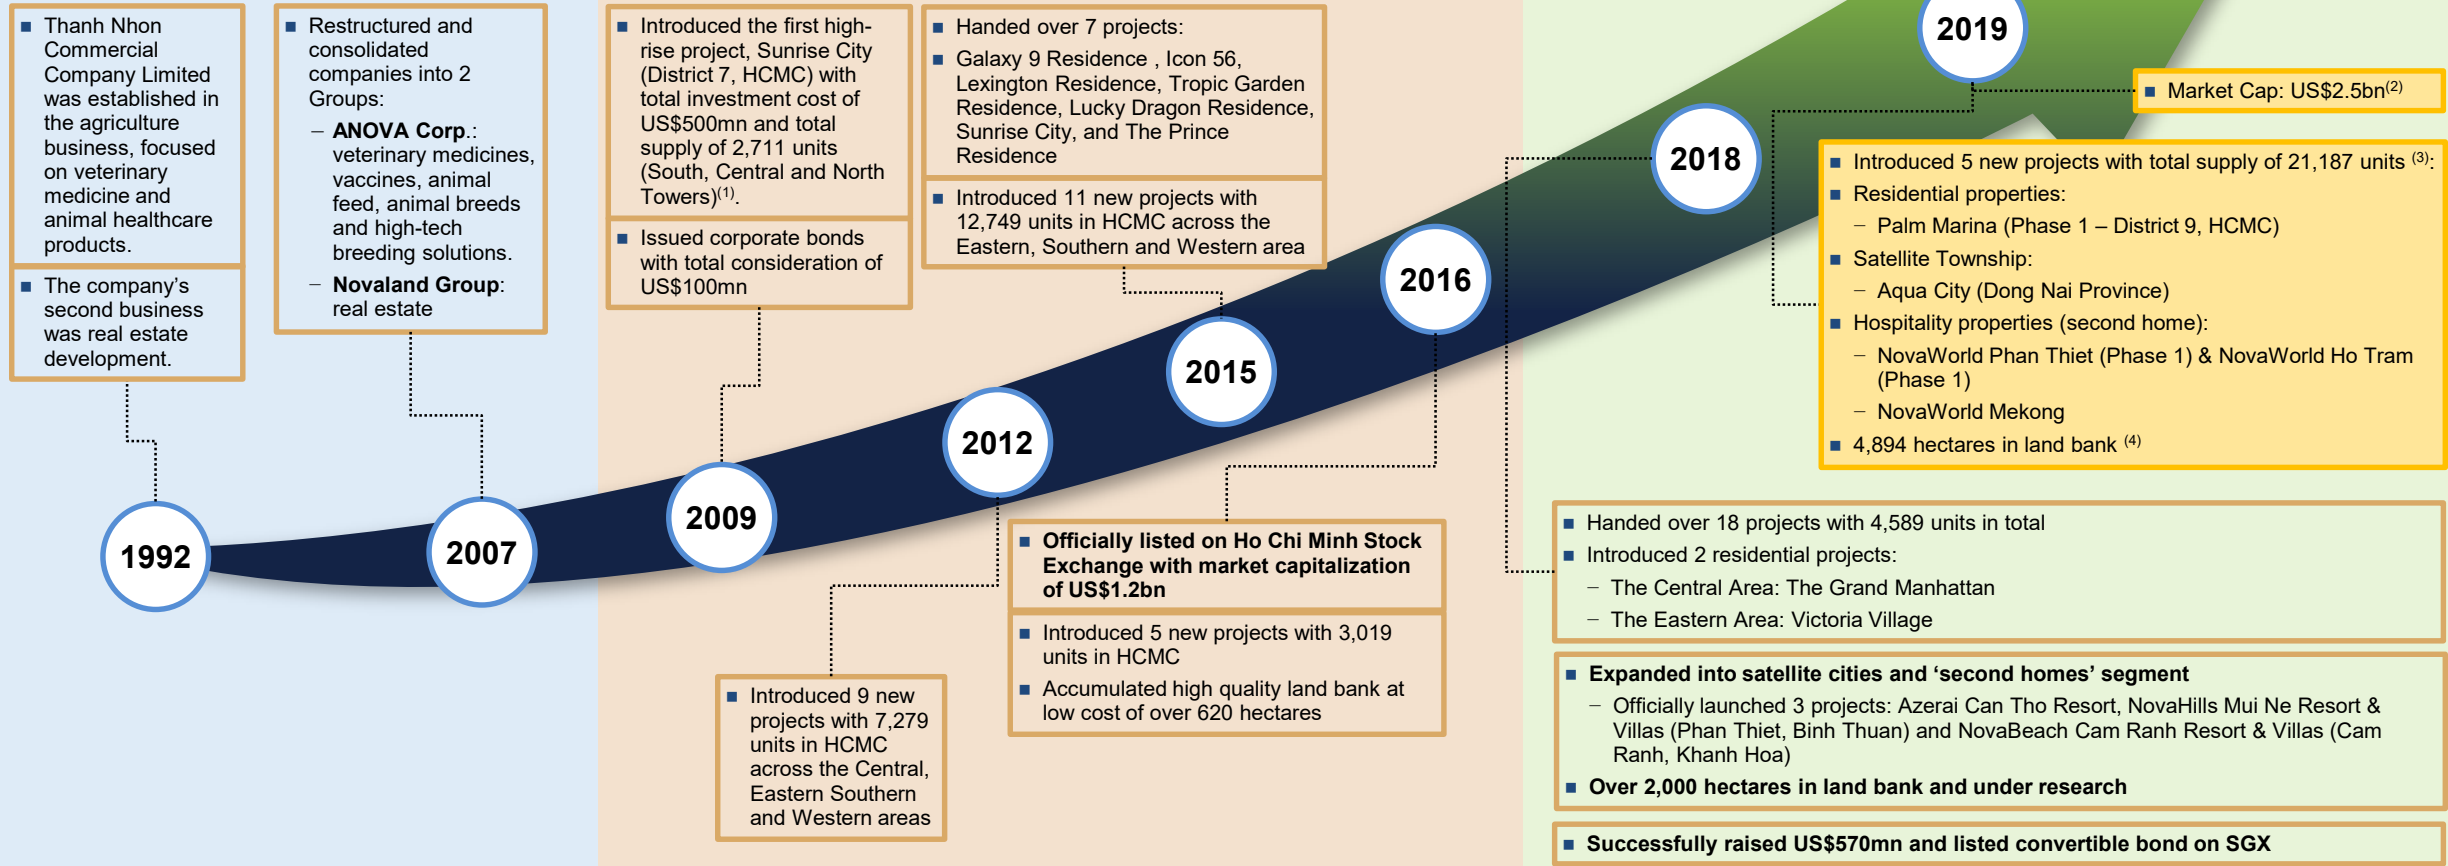 ■ Thanh Nhon
Commercial
Company Limited
was established in
the agriculture
business, focused
on veterinary
medicine and
animal healthcare
products.
■ The company’s
second business
was real estate
development.
1992
■ Restructured and
consolidated
companies into 2
Groups:
– ANOVA Corp.:
veterinary medicines,
vaccines, animal
feed, animal breeds
and high-tech
breeding solutions.
– Novaland Group:
real estate
2007
■ Introduced the first high-
rise project, Sunrise City
(District 7, HCMC) with
total investment cost of
US$500mn and total
supply of 2,711 units
(South, Central and North
Towers)(1).
■ Issued corporate bonds
with total consideration of
US$100mn
2009
2012
■ Introduced 9 new
projects with 7,279
units in HCMC
across the Central,
Eastern Southern
and Western areas
■ Handed over 7 projects:
■ Galaxy 9 Residence , Icon 56,
Lexington Residence, Tropic Garden
Residence, Lucky Dragon Residence,
Sunrise City, and The Prince
Residence
■ Introduced 11 new projects with
12,749 units in HCMC across the
Eastern, Southern and Western area
2015
2016
■ Officially listed on Ho Chi Minh Stock
Exchange with market capitalization
of US$1.2bn
■ Introduced 5 new projects with 3,019
units in HCMC
■ Accumulated high quality land bank at
low cost of over 620 hectares
2018
■ Handed over 18 projects with 4,589 units in total
■ Introduced 2 residential projects:
– The Central Area: The Grand Manhattan
– The Eastern Area: Victoria Village
■ Expanded into satellite cities and ‘second homes’ segment
– Officially launched 3 projects: Azerai Can Tho Resort, NovaHills Mui Ne Resort &
Villas (Phan Thiet, Binh Thuan) and NovaBeach Cam Ranh Resort & Villas (Cam
Ranh, Khanh Hoa)
■ Over 2,000 hectares in land bank and under research
■ Successfully raised US$570mn and listed convertible bond on SGX
2019
■ Market Cap: US$2.5bn(2)
■ Introduced 5 new projects with total supply of 21,187 units (3):
■ Residential properties:
– Palm Marina (Phase 1 – District 9, HCMC)
■ Satellite Township:
– Aqua City (Dong Nai Province)
■ Hospitality properties (second home):
– NovaWorld Phan Thiet (Phase 1) & NovaWorld Ho Tram
(Phase 1)
– NovaWorld Mekong
■ 4,894 hectares in land bank (4)